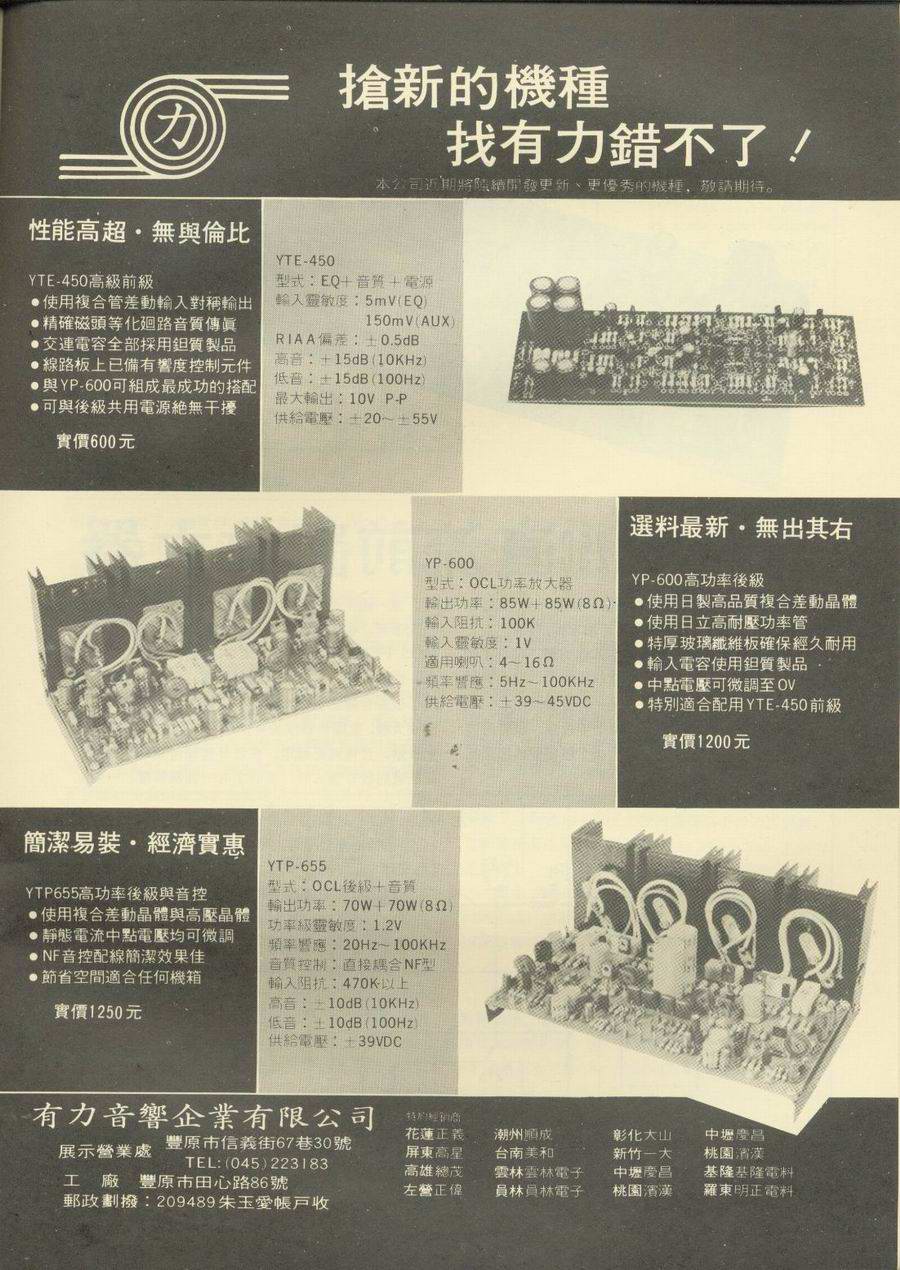 力
搶新的機種
找有力錯不了！
本公司近期將陸續開發更新、更優秀的機種，敬請期待。
性能高超・無與倫比
YTE-450高級前級
●使用複合管差動輸入對稱輸出
●精確磁頭等化廻路音質傳眞
●交連電容全部採用鉭質製品
●線路板上已備有響度控制元件
●與YP-600可組成最成功的搭配
●可與後級共用電源絶無干擾
實價600元
YTE-450
型式：EQ＋音質＋電源
輸入靈敏度：5mV(EQ)
150mV(AUX)
RIAA偏差：±0.5dB
高音：±15dB(10KHz)
低音：±15dB(100Hz)
最大輸出：10V P-P
供給電壓：±20～±55V
YP-600
型式：OCL功率放大器
輸出功率：85W＋85W(8Ω)
輸入阻抗：100K
輸入靈敏度：1V
適用喇叭：4～16Ω
頻率響應：5Hz～100KHz
供給電壓：±39～45VDC
選料最新・無出其右
YP-600高功率後級
●使用日製高品質複合差動晶體
●使用日立高耐壓功率管
●特厚玻璃纖維板確保經久耐用
●輸入電容使用鉭質製品
●中點電壓可微調至OV
●特別適合配用YTE-450前級
實價1200元
簡潔易裝・經濟實惠
YTP655高功率後級與音控
●使用複合差動晶體與高壓晶體
●靜態電流中點電壓均可微調
●NF音控配線簡潔效果佳
●節省空間適合任何機箱
實價1250元
YTP-655
型式：OCL後級＋音質
輸出功率：70W＋70W(8Ω)
功率級靈敏度：1.2V
頻率響應：20Hz～100KHz
音質控制：直接耦合NF型
輸入阻抗：470K以上
高音：±10dB(10KHz)
低音：±10dB(100Hz)
供給電壓：±39VDC
有力音響企業有限公司
展示營業處 豐原市信義街67巷30號
TEL:(045)223183
工廠 豐原市田心路86號
郵政劃撥：209489朱玉愛帳戶收
特約經銷商
花蓮正義 潮州順成 彰化大山 中壢慶昌
屏東高星 台南美和 新竹一大 桃園濱漢
高雄總茂 雲林雲林電子 中壢慶昌 基隆基隆電料
左營正偉 員林員林電子 桃園濱漢 羅東明正電料